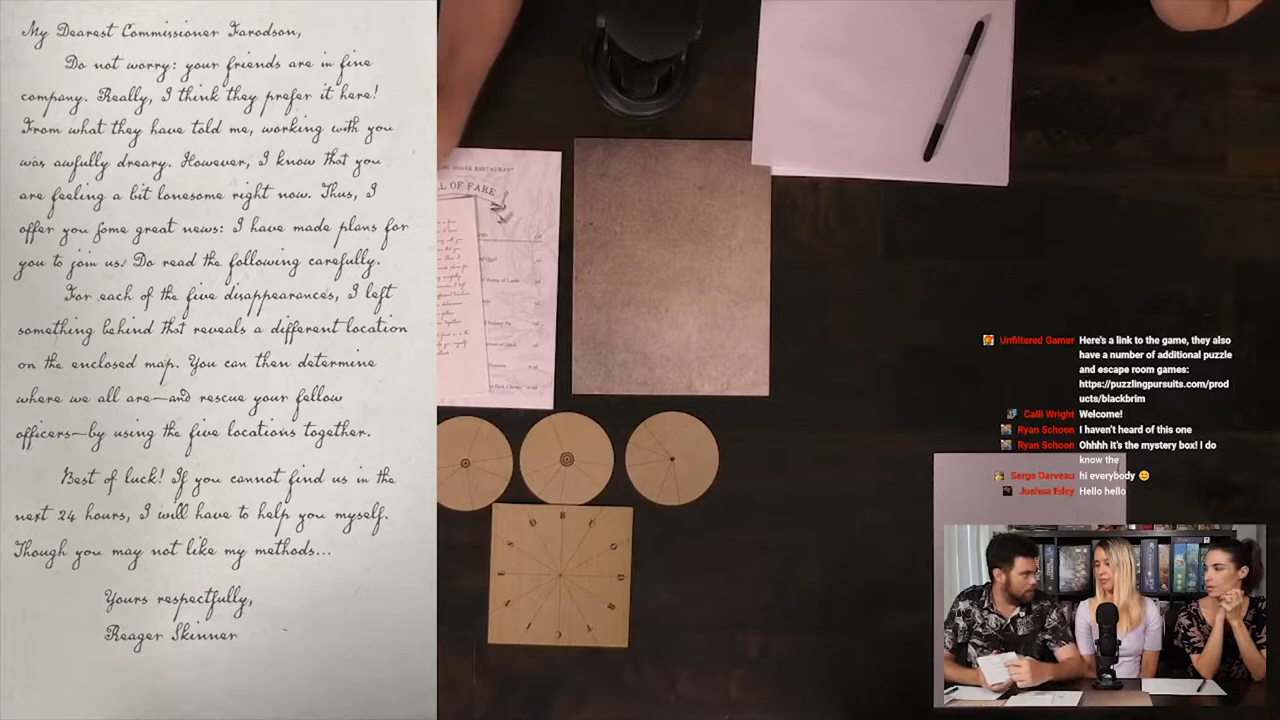 My Dearest Commissioner Farodson,
Do not worry: your friends are in fine
company. Really, I think they prefer it here!
From what they have told me, working with you
was awfully dreary. However, I know that you
are feeling a bit lonesome right now. Thus, I
offer you some great news: I have made plans for
you to join us. Do read the following carefully.
For each of the five disappearances, I left
something behind that reveals a different location
on the enclosed map. You can then determine
where we all are—and rescue your fellow
officers—by using the five locations together.
Best of luck! If you cannot find us in the
next 24 hours, I will have to help you myself.
Though you may not like my methods...
Yours respectfully,
Reager Skinner
HOUSE RESTAURANT
OF FARE
Unfiltered Gamer Here's a link to the game, they also
have a number of additional puzzle
and escape room games:
https://puzzlingpursuits.com/prod
ucts/blackbrim
Calli Wright Welcome!
Ryan Schoon I haven't heard of this one
Ryan Schoon Ohhhh it's the mystery box! I do
know the
Serge Darveau hi everybody 🙂
Joshua Edey Hello hello